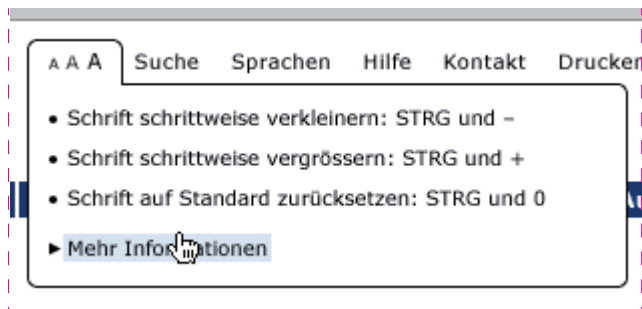 A A A Suche Sprachen Hilfe Kontakt Drucken
• Schrift schrittweise verkleinern: STRG und –
• Schrift schrittweise vergrössern: STRG und +
• Schrift auf Standard zurücksetzen: STRG und 0
► Mehr Informationen